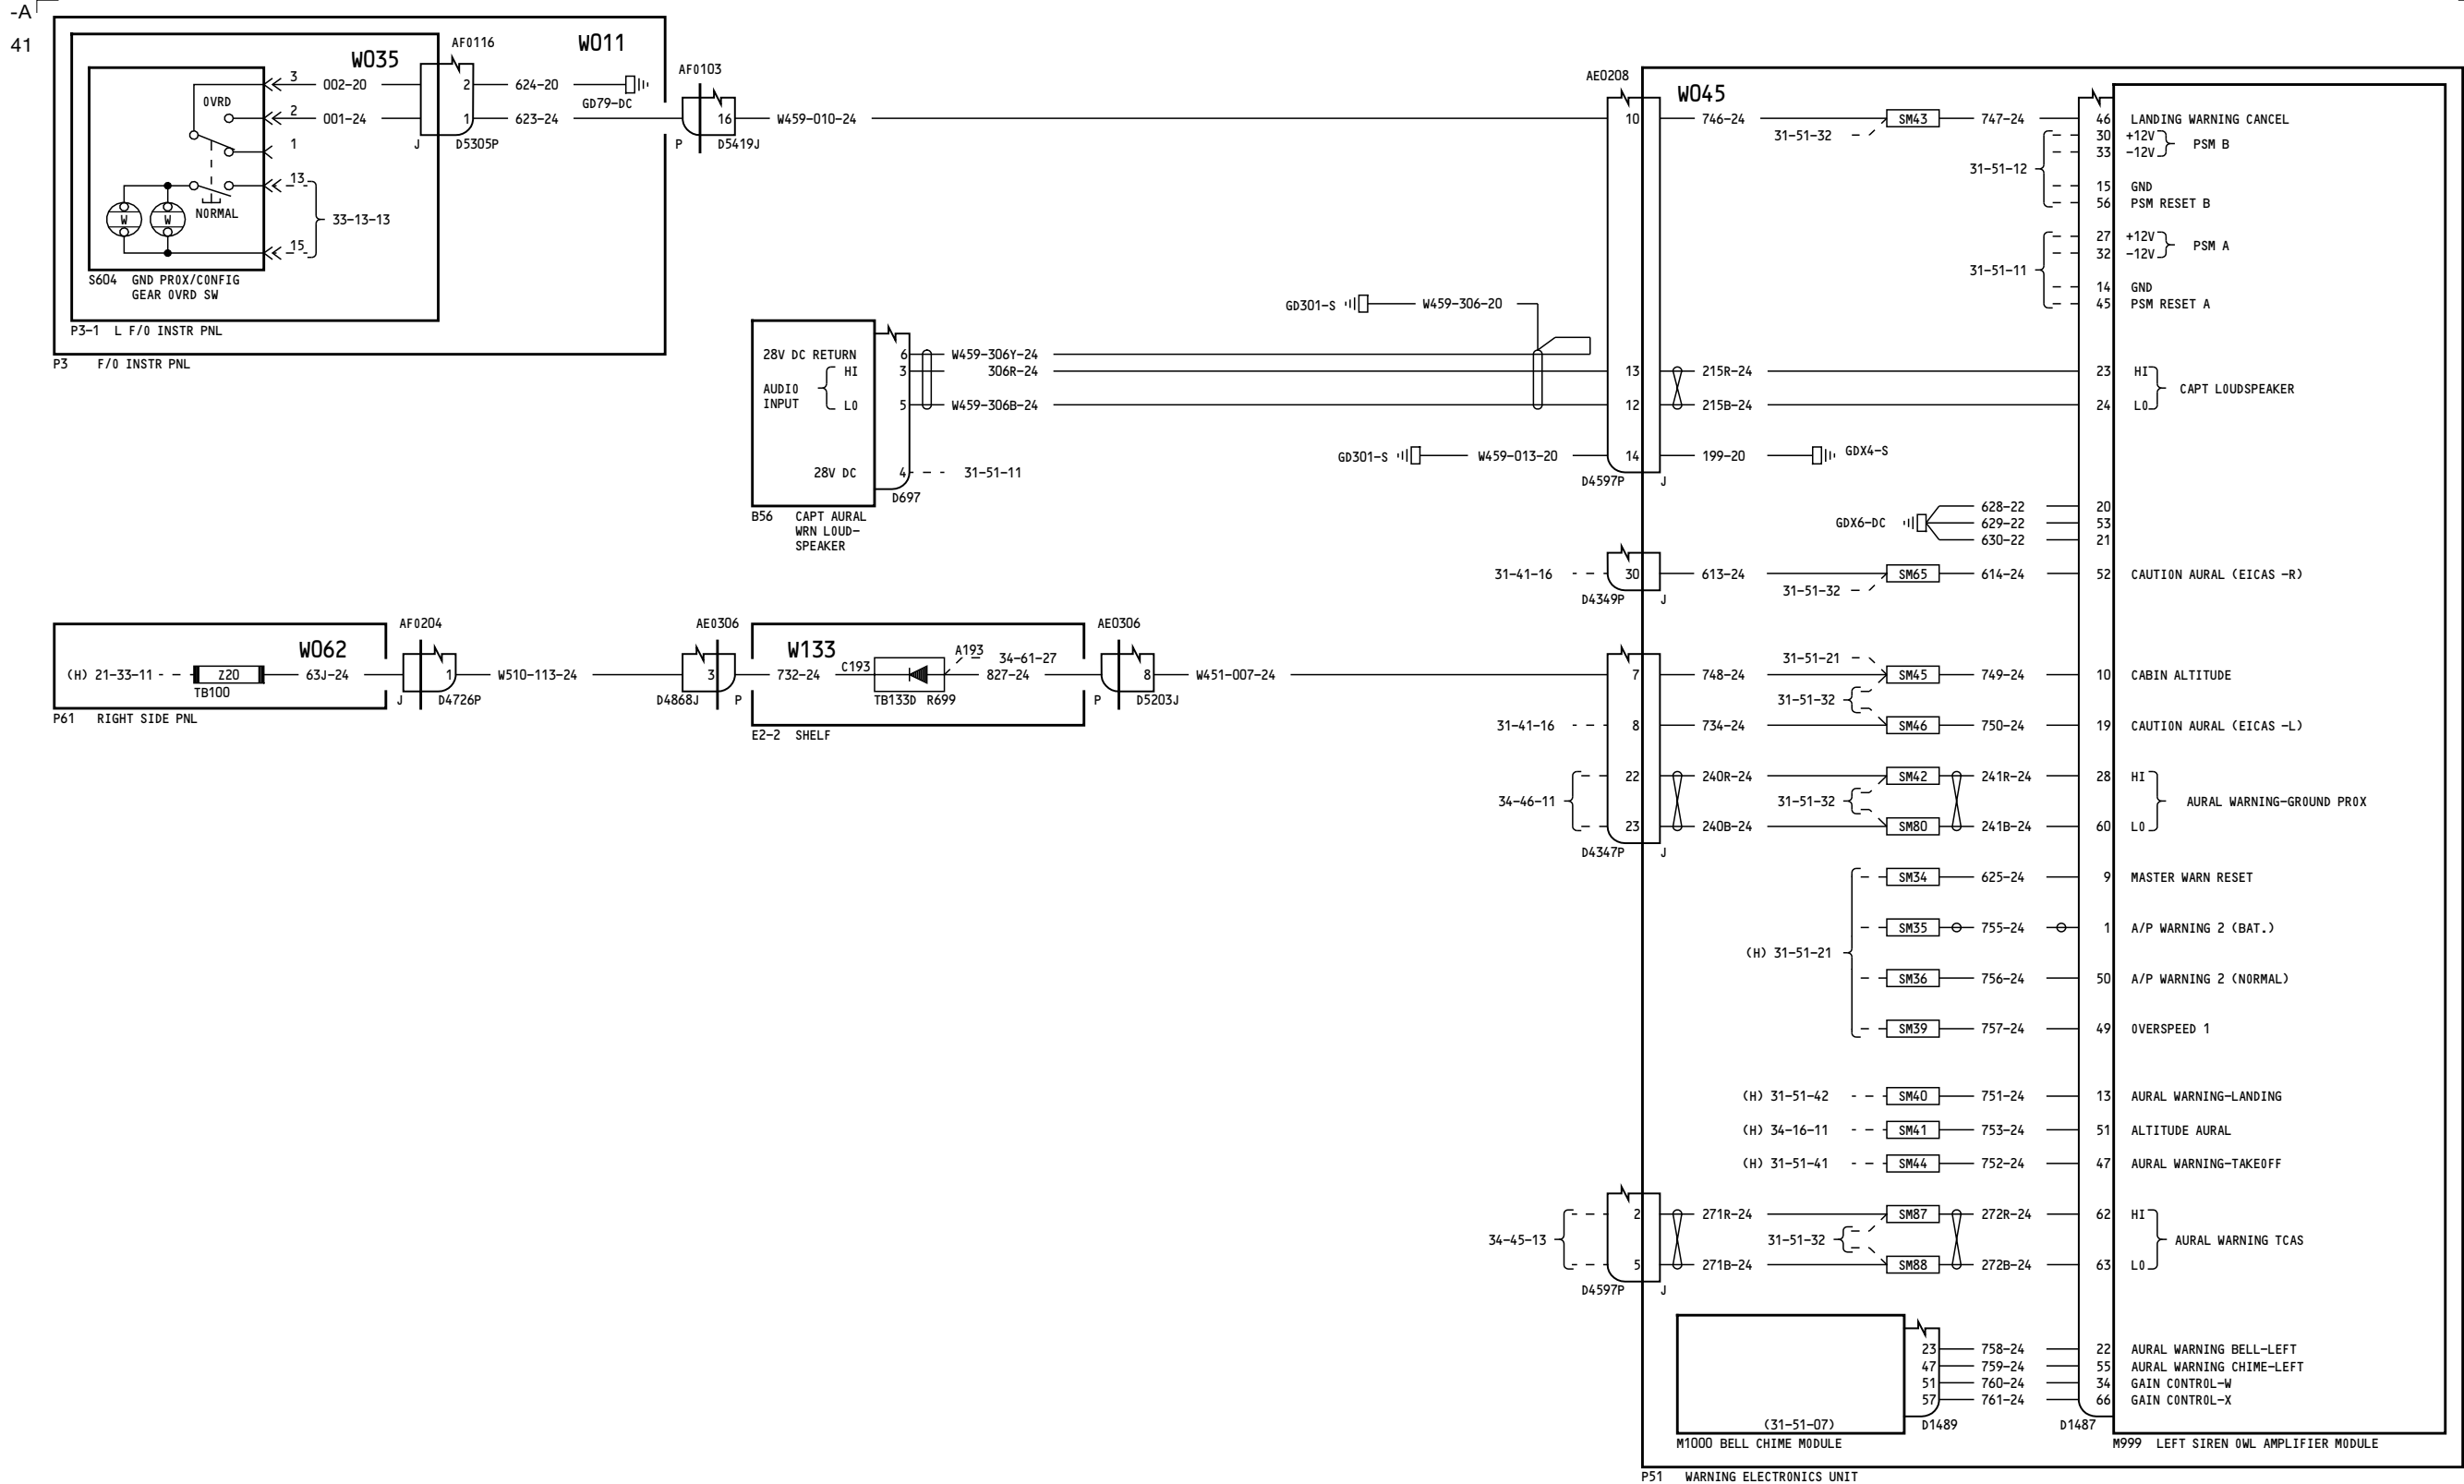 -A
41
W035
AF0116
W011
AF0103
3
002-20
2
624-20
GD79-DC
OVRD
2
001-24
1
623-24
16
W459-010-24
1
J
D5305P
P
D5419J
13
NORMAL
W
W
33-13-13
15
S604 GND PROX/CONFIG
GEAR OVRD SW
P3-1 L F/O INSTR PNL
P3 F/O INSTR PNL
AE0208
W045
10
746-24
SM43
747-24
46
LANDING WARNING CANCEL
31-51-32
30
+12V
33
-12V
PSM B
31-51-12
15
GND
56
PSM RESET B
27
+12V
32
-12V
PSM A
31-51-11
14
GND
45
PSM RESET A
GD301-S
W459-306-20
28V DC RETURN
6
W459-306Y-24
HI
3
306R-24
13
215R-24
23
HI
AUDIO
INPUT
CAPT LOUDSPEAKER
LO
5
W459-306B-24
12
215B-24
24
LO
GD301-S
W459-013-20
14
199-20
GDX4-S
28V DC
4
31-51-11
D697
D4597P
J
B56 CAPT AURAL
WRN LOUD-
SPEAKER
GDX6-DC
628-22
20
629-22
53
630-22
21
31-41-16
30
613-24
SM65
614-24
52
CAUTION AURAL (EICAS -R)
31-51-32
D4349P
J
W062
AF0204
AE0306
W133
AE0306
(H) 21-33-11
Z20
TB100
63J-24
1
W510-113-24
3
732-24
C193
A193
34-61-27
827-24
8
W451-007-24
J
D4726P
D4868J
P
TB133D R699
P
D5203J
P61 RIGHT SIDE PNL
E2-2 SHELF
31-51-21
7
748-24
SM45
749-24
10
CABIN ALTITUDE
31-51-32
31-41-16
8
734-24
SM46
750-24
19
CAUTION AURAL (EICAS -L)
22
240R-24
SM42
241R-24
28
HI
34-46-11
31-51-32
AURAL WARNING-GROUND PROX
23
240B-24
SM80
241B-24
60
LO
D4347P
J
SM34
625-24
9
MASTER WARN RESET
SM35
755-24
1
A/P WARNING 2 (BAT.)
(H) 31-51-21
SM36
756-24
50
A/P WARNING 2 (NORMAL)
SM39
757-24
49
OVERSPEED 1
(H) 31-51-42
SM40
751-24
13
AURAL WARNING-LANDING
(H) 34-16-11
SM41
753-24
51
ALTITUDE AURAL
(H) 31-51-41
SM44
752-24
47
AURAL WARNING-TAKEOFF
2
271R-24
SM87
272R-24
62
HI
34-45-13
31-51-32
AURAL WARNING TCAS
5
271B-24
SM88
272B-24
63
LO
D4597P
J
23
758-24
22
AURAL WARNING BELL-LEFT
47
759-24
55
AURAL WARNING CHIME-LEFT
51
760-24
34
GAIN CONTROL-W
57
761-24
66
GAIN CONTROL-X
(31-51-07)
D1489
D1487
M1000 BELL CHIME MODULE
M999 LEFT SIREN OWL AMPLIFIER MODULE
P51 WARNING ELECTRONICS UNIT